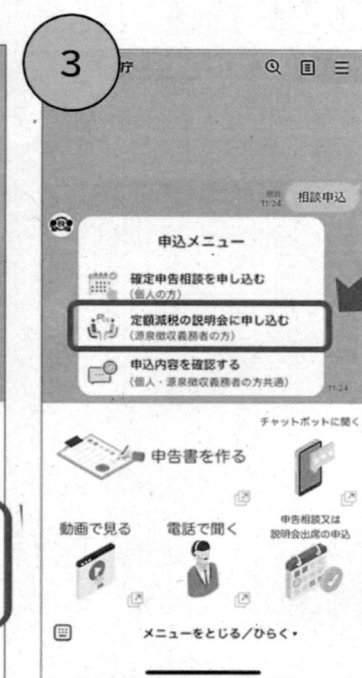 3
庁
相談申込
11:24
申込メニュー
確定申告相談を申し込む
(個人の方)
定額減税の説明会に申し込む
(源泉徴収義務者の方)
申込内容を確認する
(個人・源泉徴収義務者の方共通)
11:24
チャットボットに聞く
申告書を作る
動画で見る
電話で聞く
申告相談又は
説明会出席の申込
メニューをとじる/ひらく